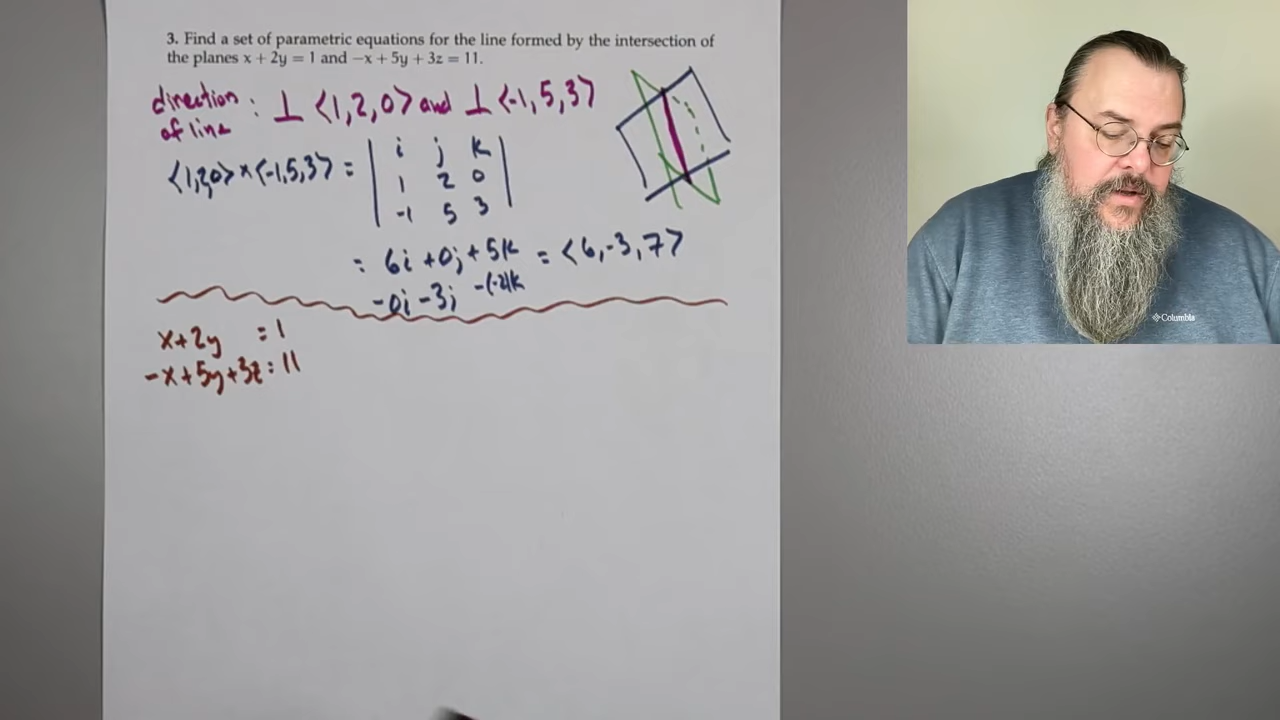 3. Find a set of parametric equations for the line formed by the intersection of
the planes x + 2y = 1 and −x + 5y + 3z = 11.
direction of line : ⊥ ⟨1, 2, 0⟩ and ⊥ ⟨-1, 5, 3⟩
⟨1,2,0⟩ × ⟨-1,5,3⟩ = | i j k |
1 2 0
-1 5 3
= 6i + 0j + 5k = ⟨6, -3, 7⟩
-0i - 3j -(-2)k
x + 2y = 1
-x + 5y + 3z = 11
Columbia